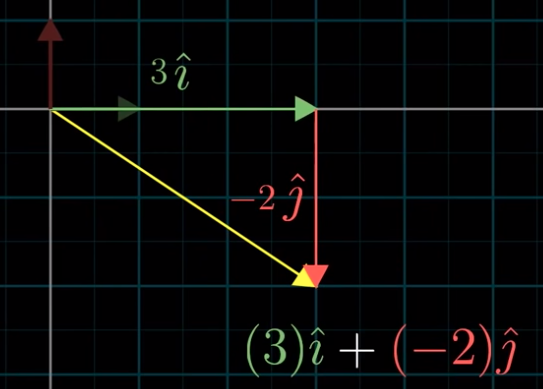 3î
−2ĵ
(3)î + (−2)ĵ